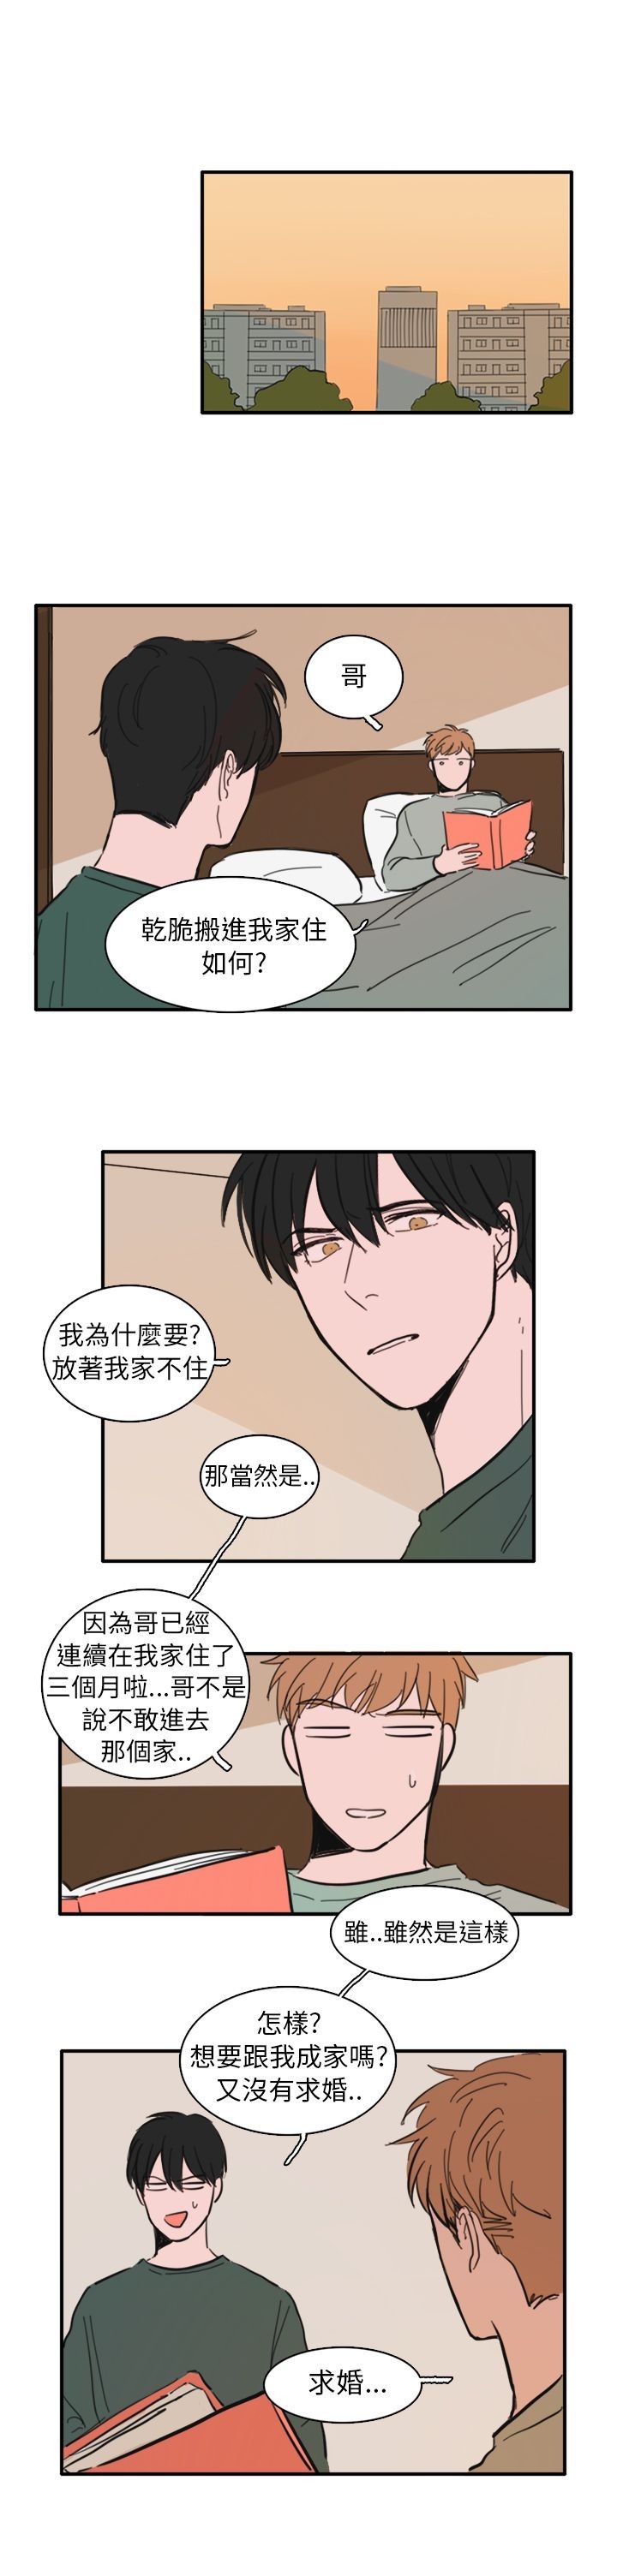 哥
乾脆搬進我家住
如何?
我為什麼要?
放著我家不住
那當然是..
因為哥已經
連續在我家住了
三個月啦...哥不是
說不敢進去
那個家..
雖..雖然是這樣
怎樣?
想要跟我成家嗎?
又沒有求婚..
求婚...